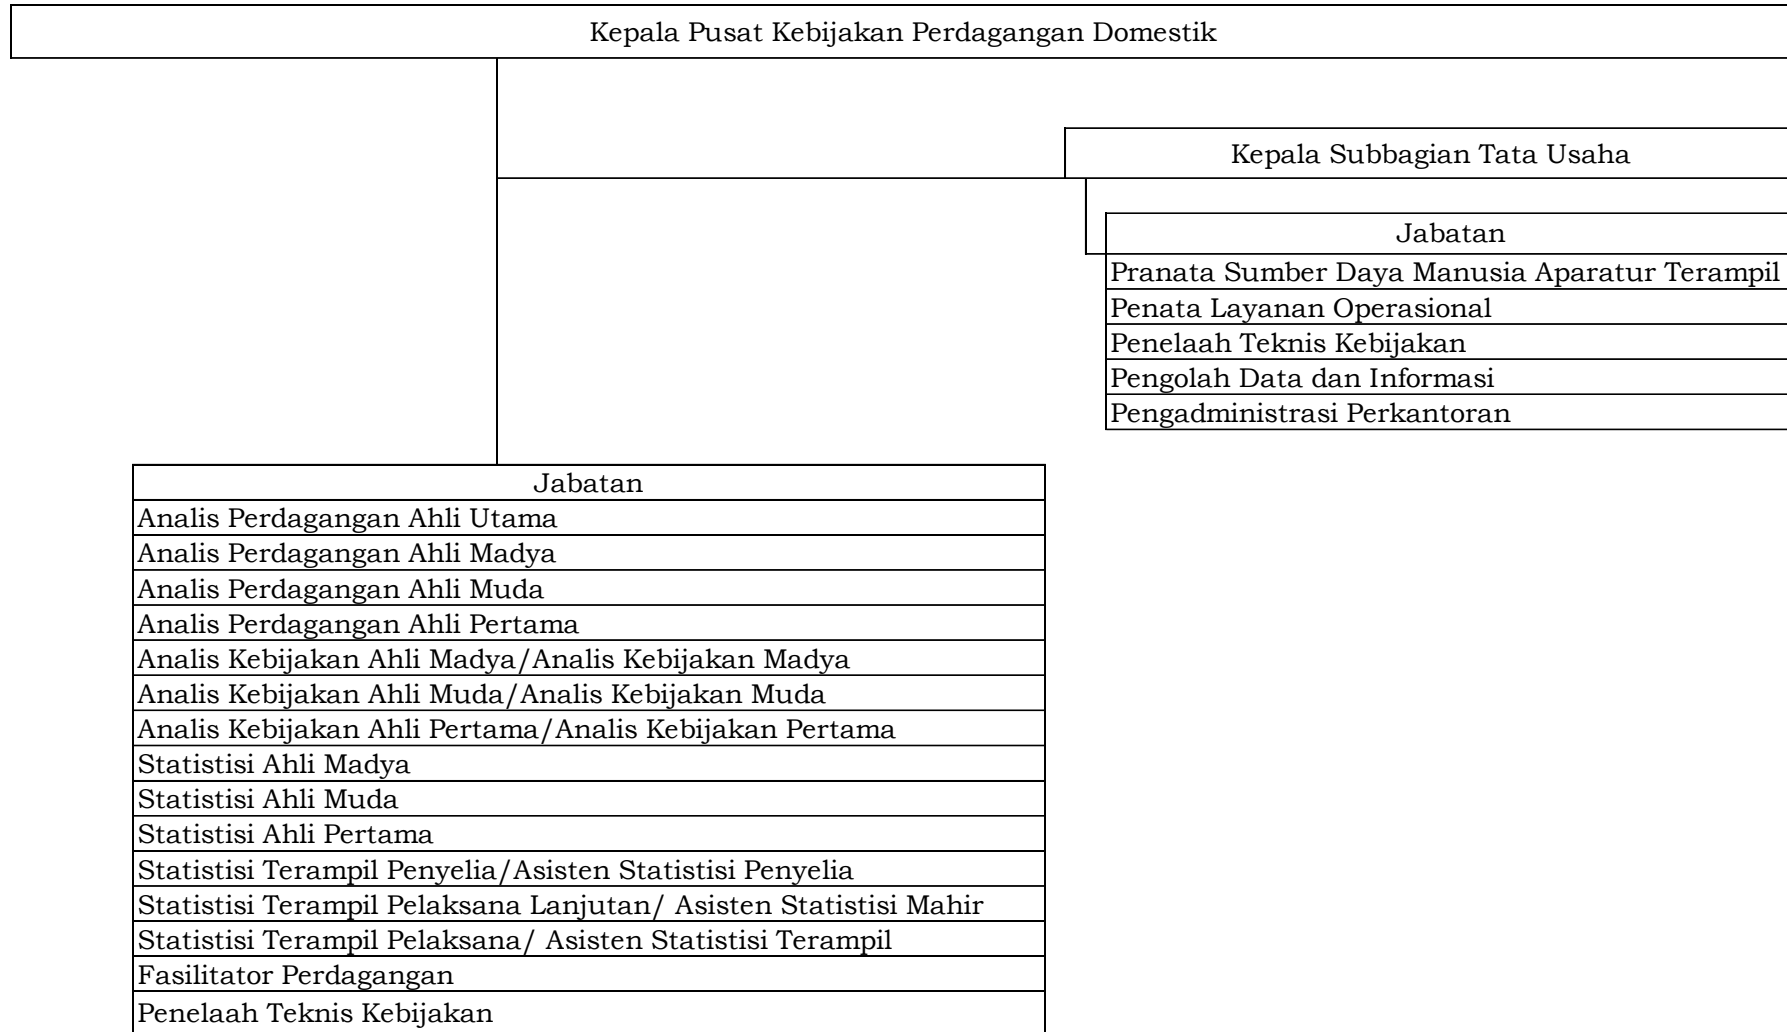 Kepala Pusat Kebijakan Perdagangan Domestik
Kepala Subbagian Tata Usaha
Jabatan
Pranata Sumber Daya Manusia Aparatur Terampil
Penata Layanan Operasional
Penelaah Teknis Kebijakan
Pengolah Data dan Informasi
Pengadministrasi Perkantoran
Jabatan
Analis Perdagangan Ahli Utama
Analis Perdagangan Ahli Madya
Analis Perdagangan Ahli Muda
Analis Perdagangan Ahli Pertama
Analis Kebijakan Ahli Madya/Analis Kebijakan Madya
Analis Kebijakan Ahli Muda/Analis Kebijakan Muda
Analis Kebijakan Ahli Pertama/Analis Kebijakan Pertama
Statistisi Ahli Madya
Statistisi Ahli Muda
Statistisi Ahli Pertama
Statistisi Terampil Penyelia/Asisten Statistisi Penyelia
Statistisi Terampil Pelaksana Lanjutan/ Asisten Statistisi Mahir
Statistisi Terampil Pelaksana/ Asisten Statistisi Terampil
Fasilitator Perdagangan
Penelaah Teknis Kebijakan